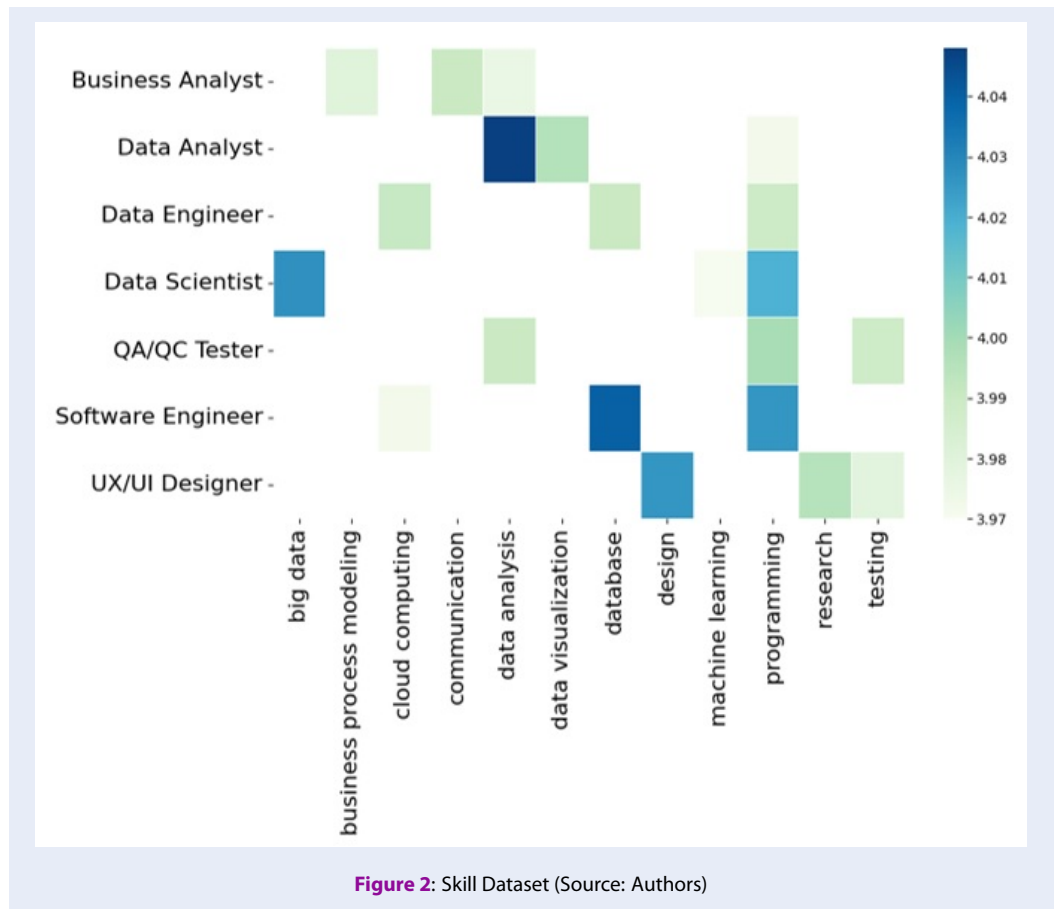 Business Analyst
Data Analyst
Data Engineer
Data Scientist
QA/QC Tester
Software Engineer
UX/UI Designer
big data
business process modeling
cloud computing
communication
data analysis
data visualization
database
design
machine learning
programming
research
testing
4.04
4.03
4.02
4.01
4.00
3.99
3.98
3.97
Figure 2: Skill Dataset (Source: Authors)